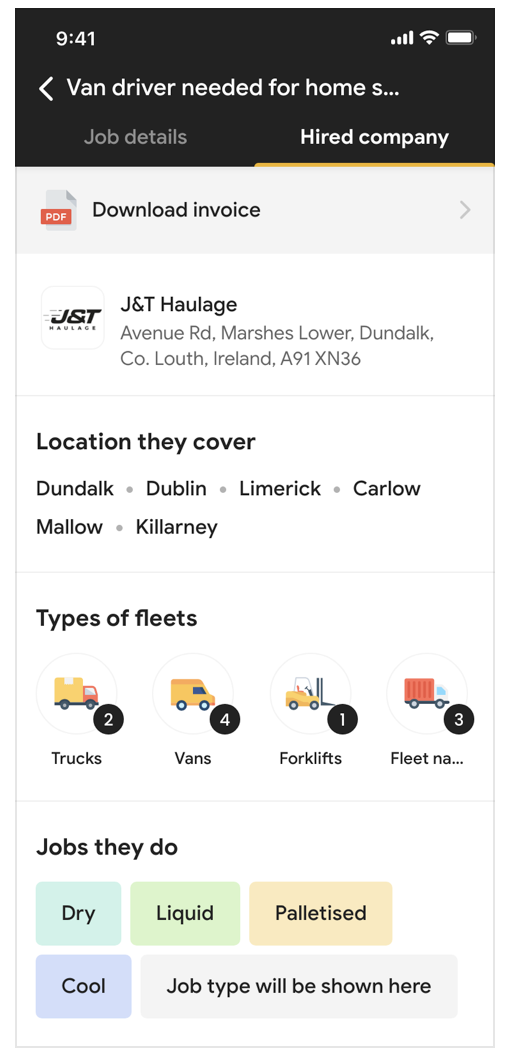 9:41
Van driver needed for home s...
Job details
Hired company
PDF
Download invoice
J&T
HAULAGE
J&T Haulage
Avenue Rd, Marshes Lower, Dundalk,
Co. Louth, Ireland, A91 XN36
Location they cover
Dundalk • Dublin • Limerick • Carlow
Mallow • Killarney
Types of fleets
2
4
1
3
Trucks
Vans
Forklifts
Fleet na...
Jobs they do
Dry
Liquid
Palletised
Cool
Job type will be shown here